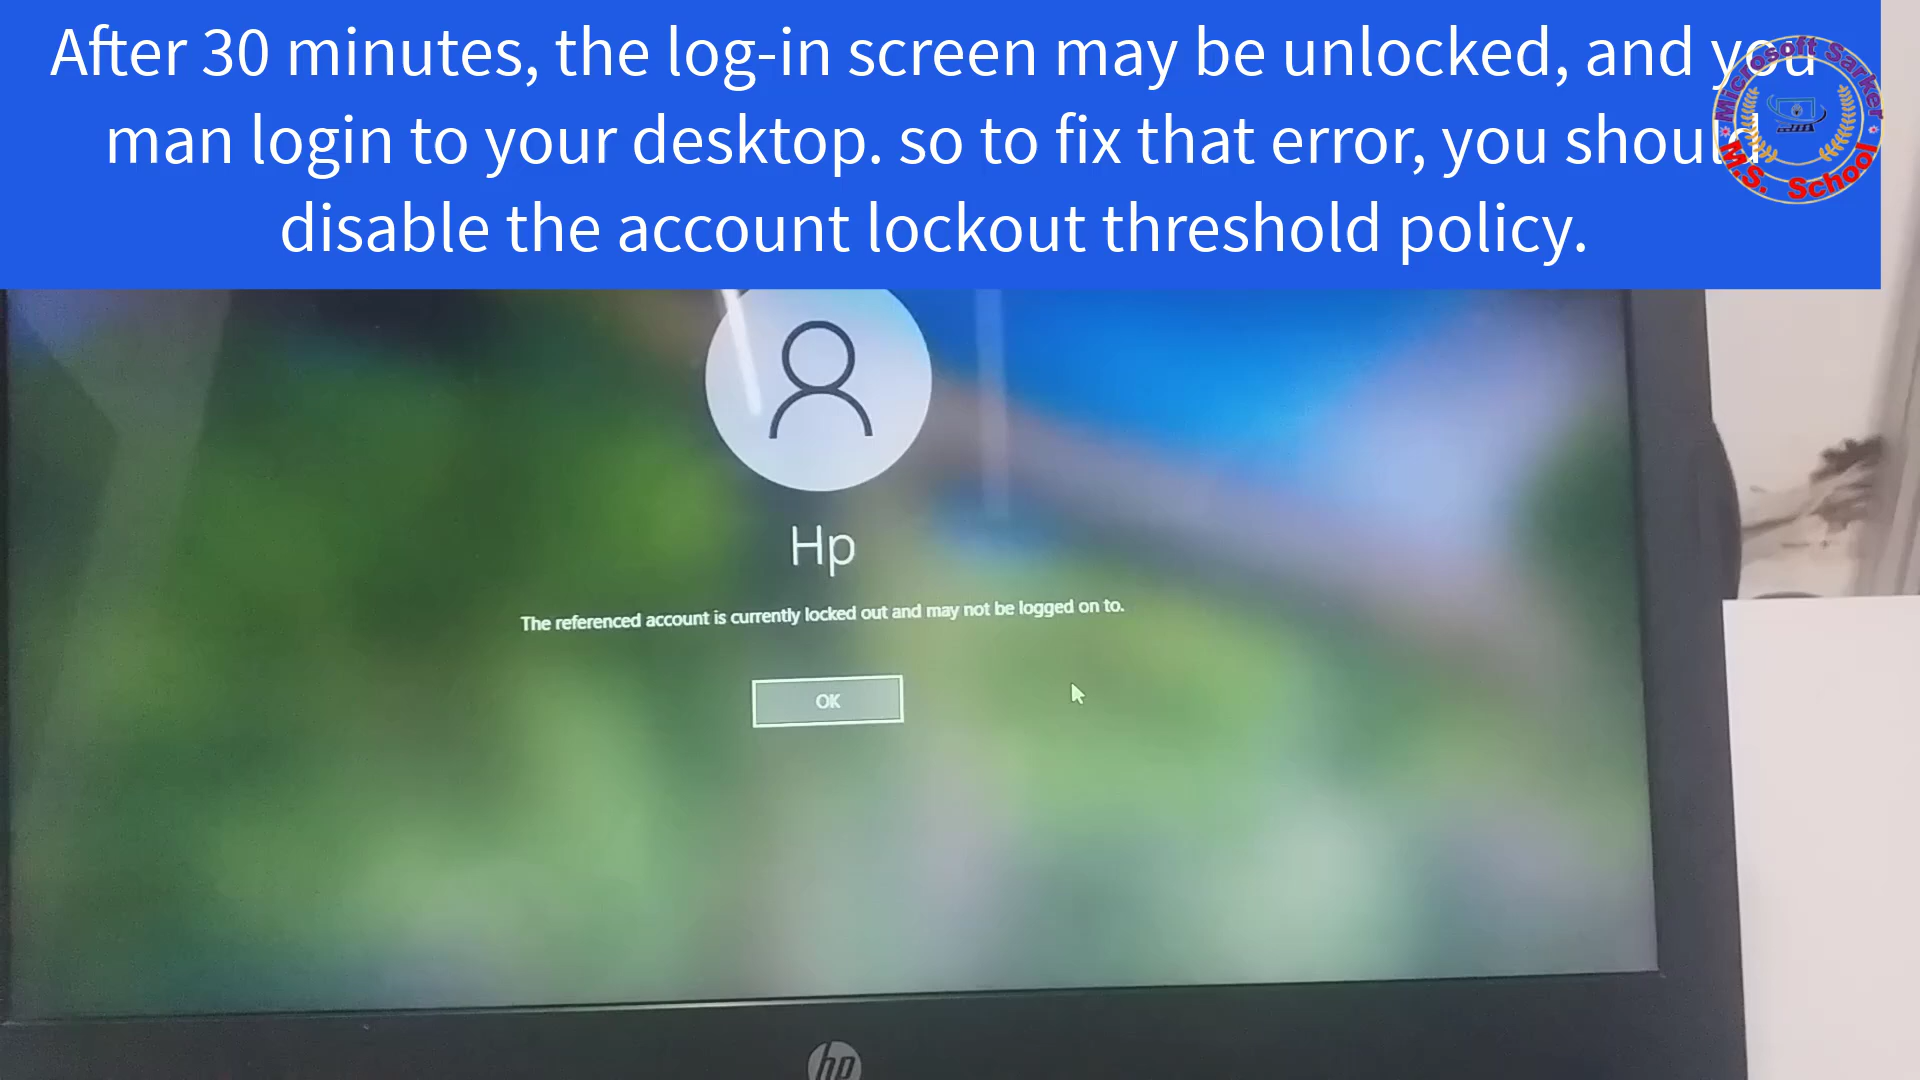 After 30 minutes, the log-in screen may be unlocked, and you
man login to your desktop. so to fix that error, you should
disable the account lockout threshold policy.
Microsoft Sarker
M.S. School
Hp
The referenced account is currently locked out and may not be logged on to.
OK
hp